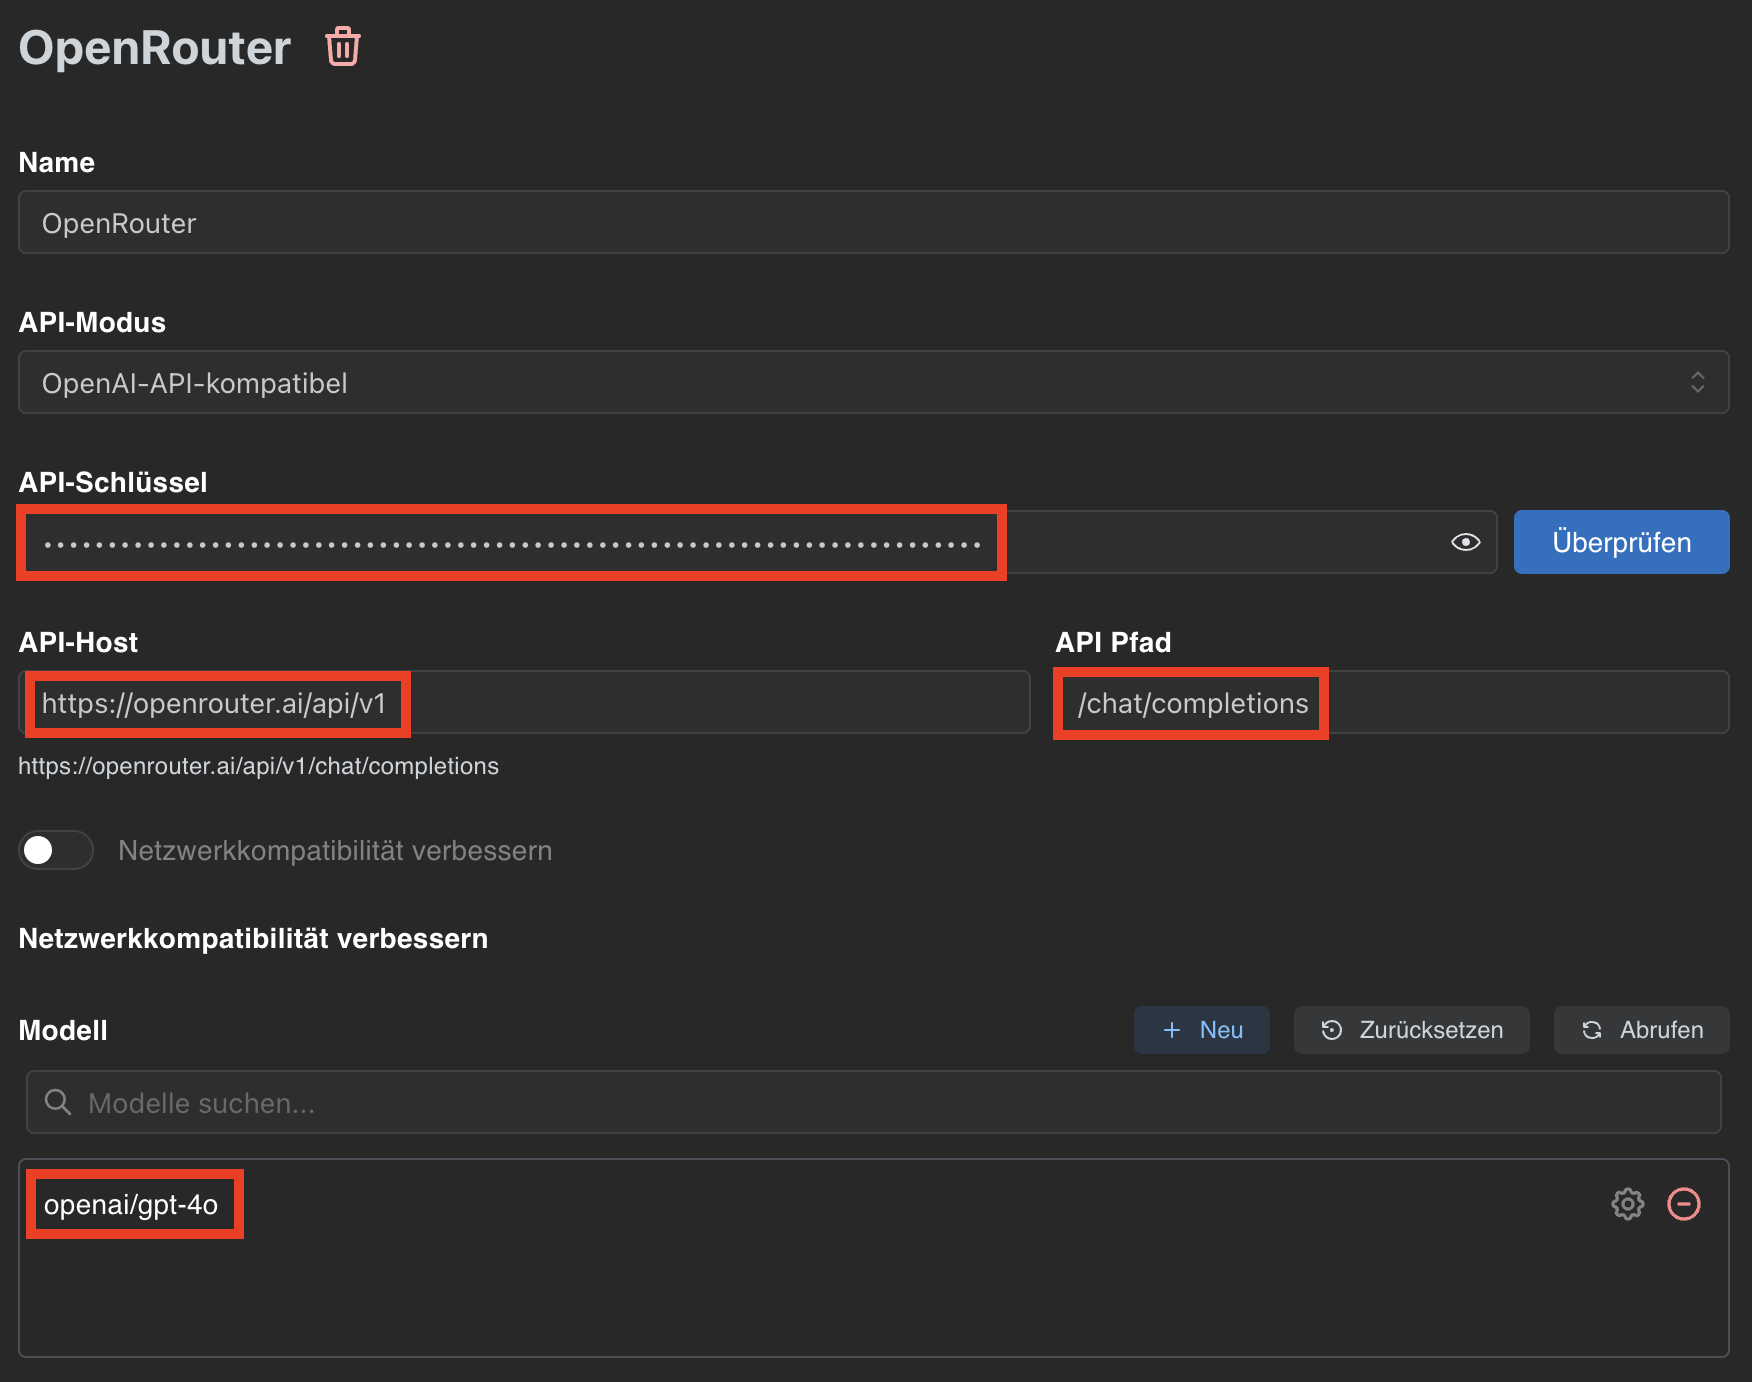 OpenRouter
Name
OpenRouter
API-Modus
OpenAI-API-kompatibel
API-Schlüssel
Überprüfen
API-Host
API Pfad
https://openrouter.ai/api/v1
/chat/completions
https://openrouter.ai/api/v1/chat/completions
Netzwerkkompatibilität verbessern
Netzwerkkompatibilität verbessern
Modell
Neu
Zurücksetzen
Abrufen
Modelle suchen...
openai/gpt-4o